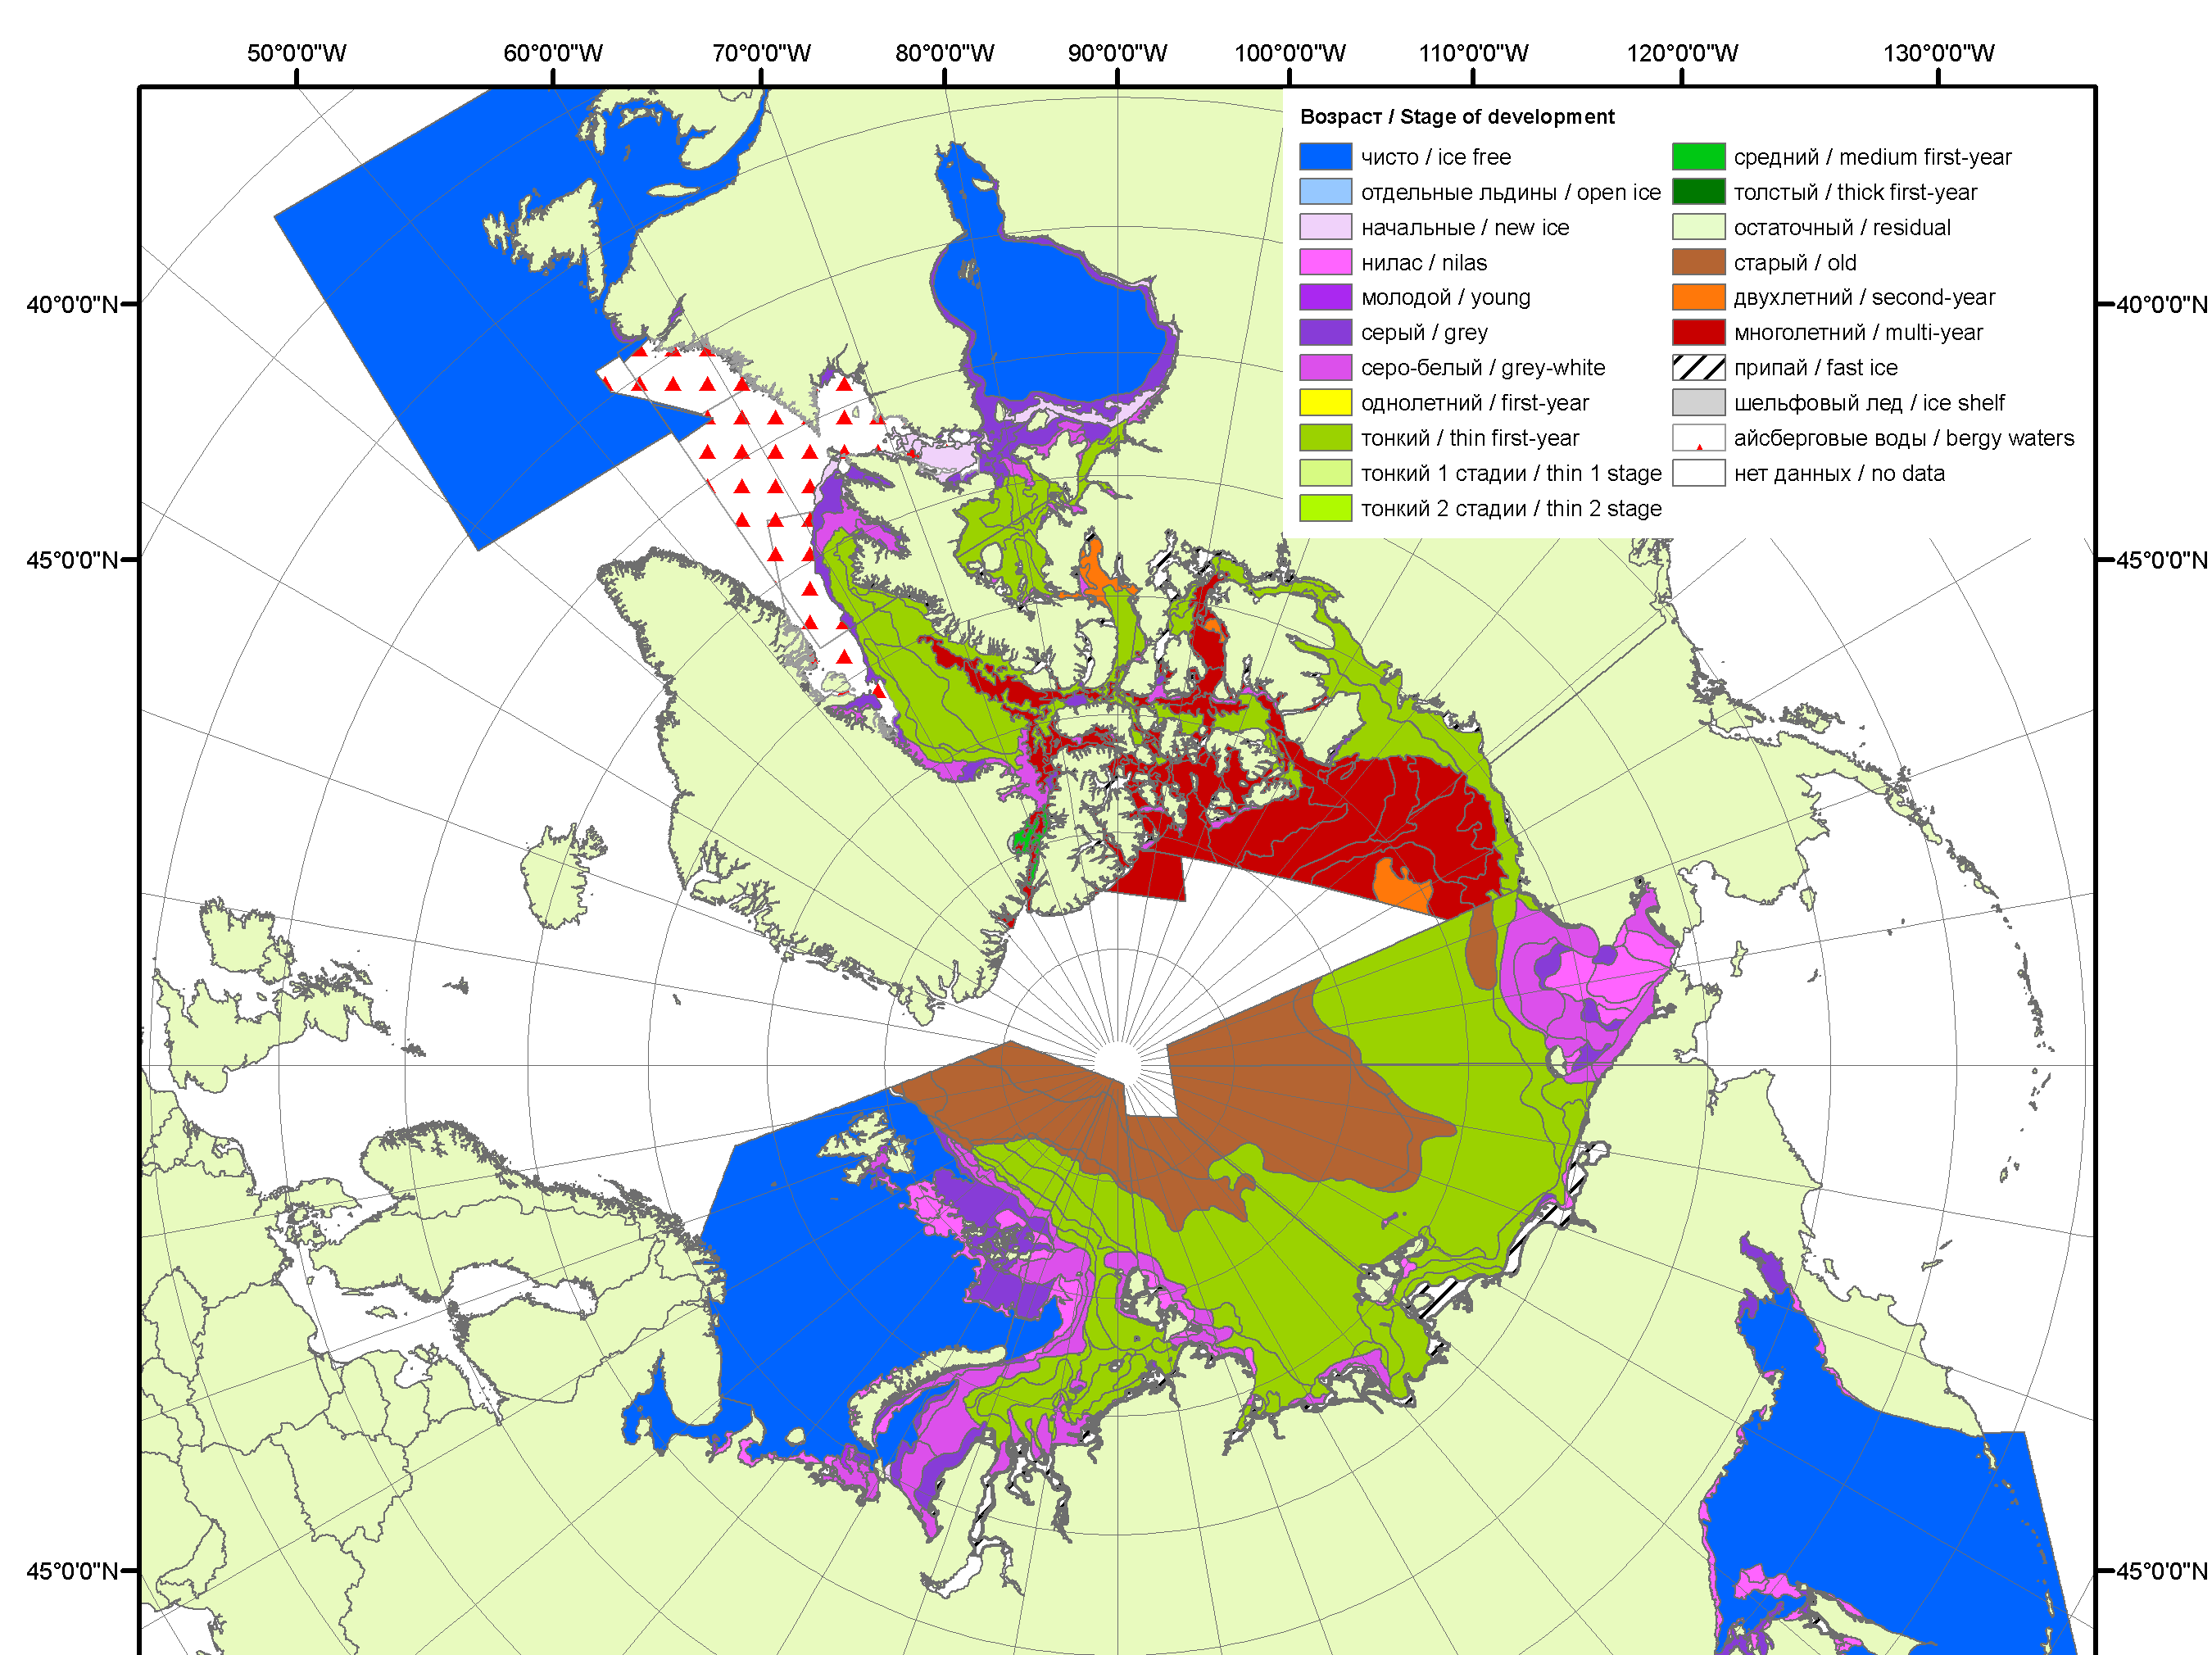 50°0'0"W 60°0'0"W 70°0'0"W 80°0'0"W 90°0'0"W 100°0'0"W 110°0'0"W 120°0'0"W 130°0'0"W
Возраст / Stage of development
чисто / ice free
отдельные льдины / open ice
начальные / new ice
нилас / nilas
молодой / young
серый / grey
серо-белый / grey-white
однолетний / first-year
тонкий / thin first-year
тонкий 1 стадии / thin 1 stage
тонкий 2 стадии / thin 2 stage
средний / medium first-year
толстый / thick first-year
остаточный / residual
старый / old
двухлетний / second-year
многолетний / multi-year
припай / fast ice
шельфовый лед / ice shelf
айсберговые воды / bergy waters
нет данных / no data
40°0'0"N 40°0'0"N
45°0'0"N 45°0'0"N
45°0'0"N 45°0'0"N